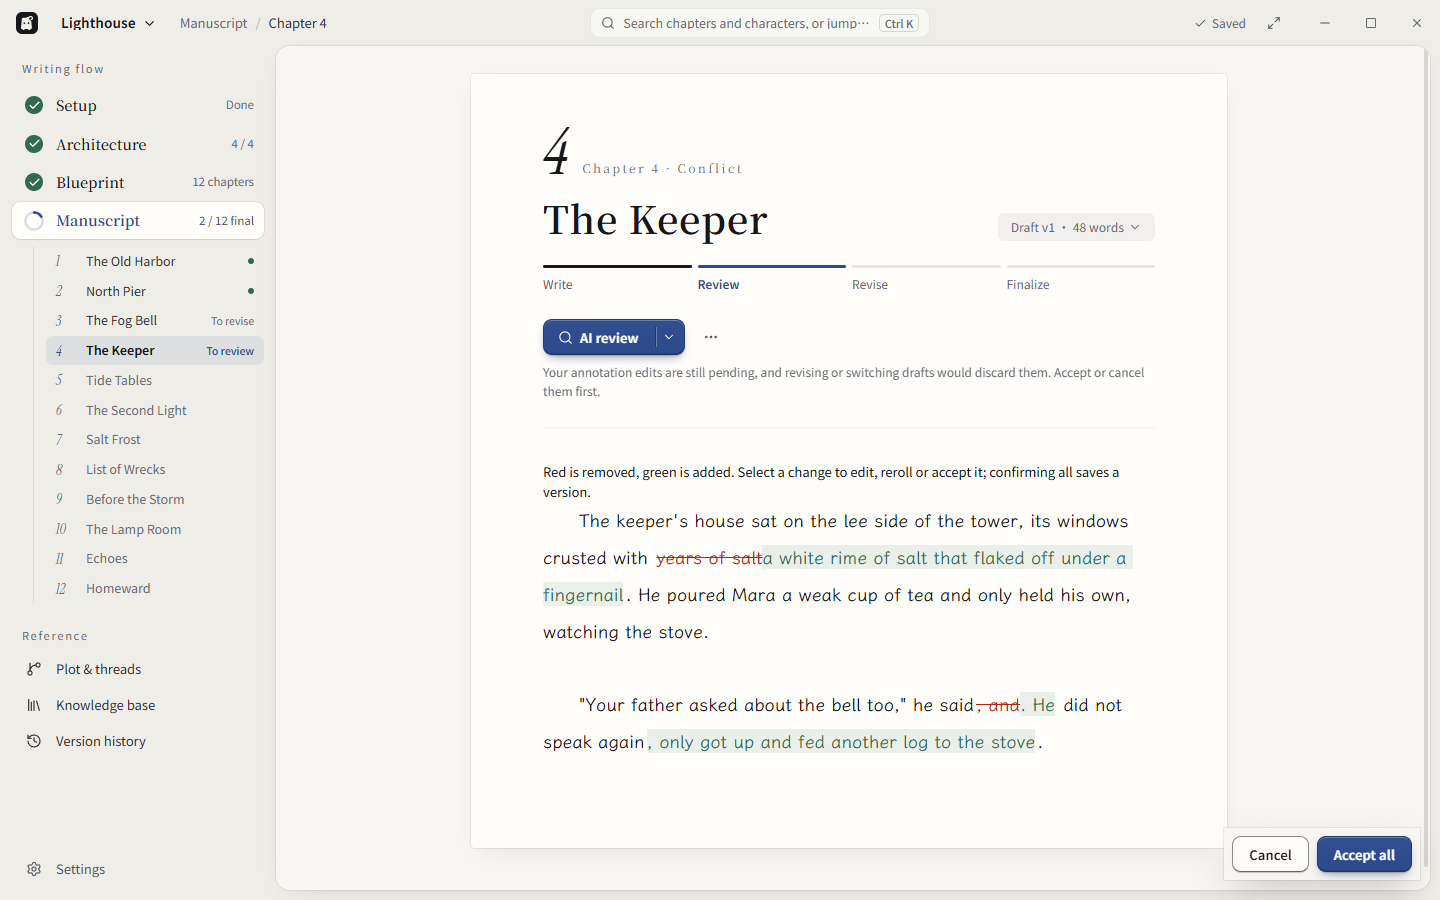 Lighthouse
Manuscript / Chapter 4
Search chapters and characters, or jump··· Ctrl K
Saved
Writing flow
Setup Done
Architecture 4 / 4
Blueprint 12 chapters
Manuscript 2 / 12 final
1 The Old Harbor
2 North Pier
3 The Fog Bell To revise
4 The Keeper To review
5 Tide Tables
6 The Second Light
7 Salt Frost
8 List of Wrecks
9 Before the Storm
10 The Lamp Room
11 Echoes
12 Homeward
Reference
Plot & threads
Knowledge base
Version history
Settings
4 Chapter 4 · Conflict
The Keeper
Draft v1 • 48 words
Write Review Revise Finalize
AI review
Your annotation edits are still pending, and revising or switching drafts would discard them. Accept or cancel
them first.
Red is removed, green is added. Select a change to edit, reroll or accept it; confirming all saves a
version.
The keeper's house sat on the lee side of the tower, its windows
crusted with years of salta white rime of salt that flaked off under a
fingernail. He poured Mara a weak cup of tea and only held his own,
watching the stove.
"Your father asked about the bell too," he said, and. He did not
speak again, only got up and fed another log to the stove.
Cancel Accept all